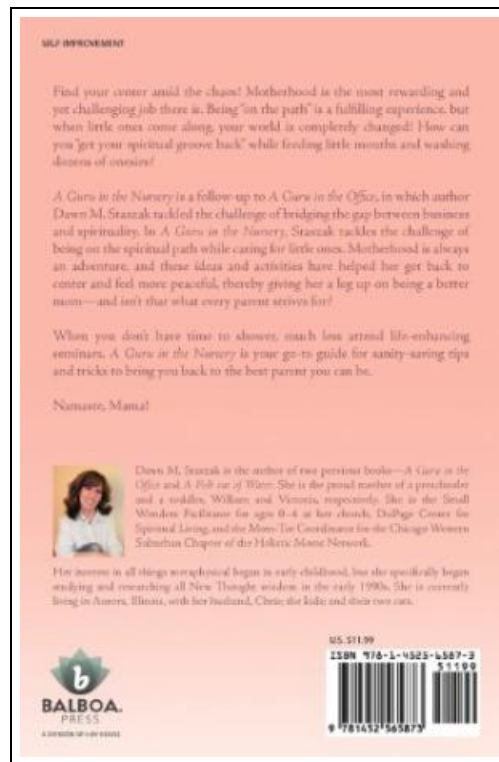 SELF IMPROVEMENT
Find your center amid the chaos! Motherhood is the most rewarding and
yet challenging job there is. Being "on the path" is a fulfilling experience, but
when little ones come along, your world is completely changed! How can
you "get your spiritual groove back" while feeding little mouths and washing
dozens of onesies?
A Guru in the Nursery is a follow-up to A Guru in the Office, in which author
Dawn M. Staszak tackled the challenge of bridging the gap between business
and spirituality. In A Guru in the Nursery, Staszak tackles the challenge of
being on the spiritual path while caring for little ones. Motherhood is always
an adventure, and these ideas and activities have helped her get back to
center and feel more peaceful, thereby giving her a leg up on being a better
mom—and isn't that what every parent strives for?
When you don't have time to shower, much less attend life-enhancing
seminars, A Guru in the Nursery is your go-to guide for sanity-saving tips
and tricks to bring you back to the best parent you can be.
Namaste, Mama!
Dawn M. Staszak is the author of two previous books—A Guru in the
Office and A Fish out of Water. She is the proud mother of a preschooler
and a toddler, William and Victoria, respectively. She is the Small
Wonders Facilitator for ages 0–4 at her church, DuPage Center for
Spiritual Living, and the Mom-Tot Coordinator for the Chicago Western
Suburban Chapter of the Holistic Moms Network.
Her interest in all things metaphysical began in early childhood, but she specifically began
studying and researching all New Thought wisdom in the early 1990s. She is currently
living in Aurora, Illinois, with her husband, Chris; the kids; and their two cats.
U.S. $11.99
ISBN 978-1-4525-6587-3
51199
9 781452 565873
b
BALBOA.
PRESS
A DIVISION OF HAY HOUSE